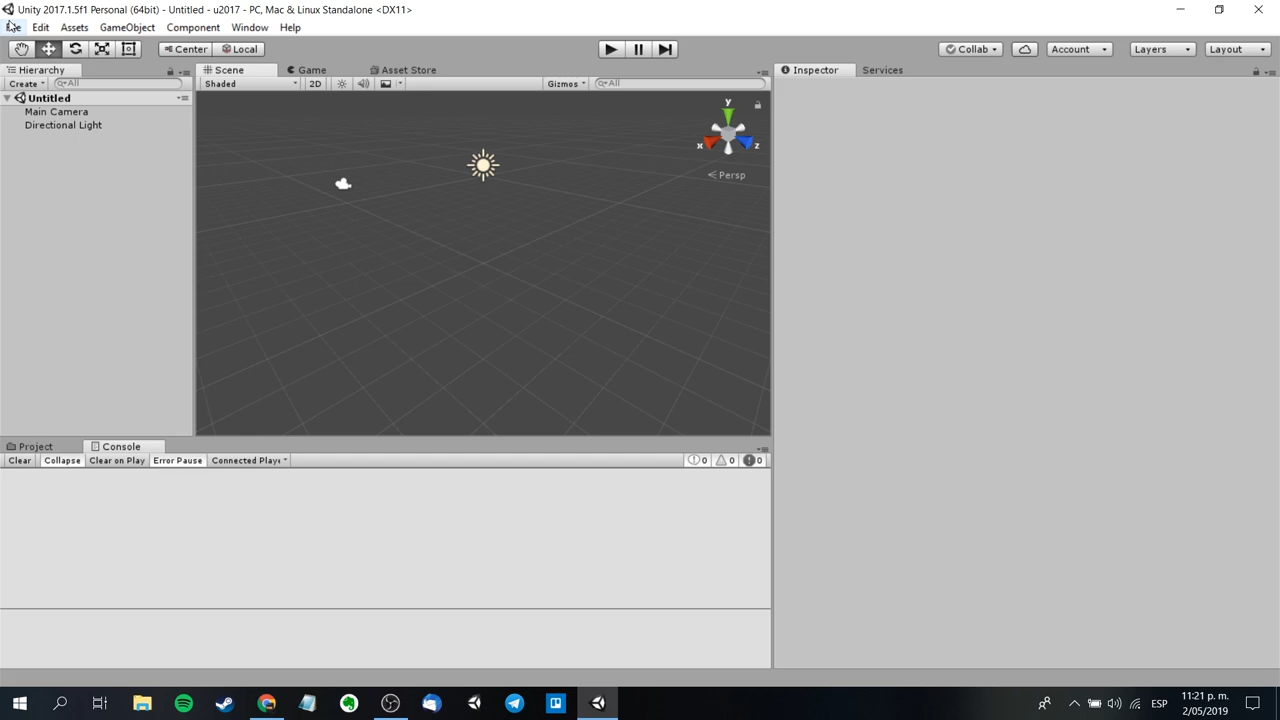 Unity 2017.1.5f1 Personal (64bit) - Untitled - u2017 - PC, Mac & Linux Standalone <DX11>
Edit Assets GameObject Component Window Help
Center Local Collab Account Layers Layout
Hierarchy Scene Game Asset Store Inspector Services
Create All Shaded 2D Gizmos All
Untitled
Main Camera
Directional Light
y
x z
Persp
Project Console
Clear Collapse Clear on Play Error Pause Connected Playe 0 0 0
ESP 11:21 p. m.
2/05/2019